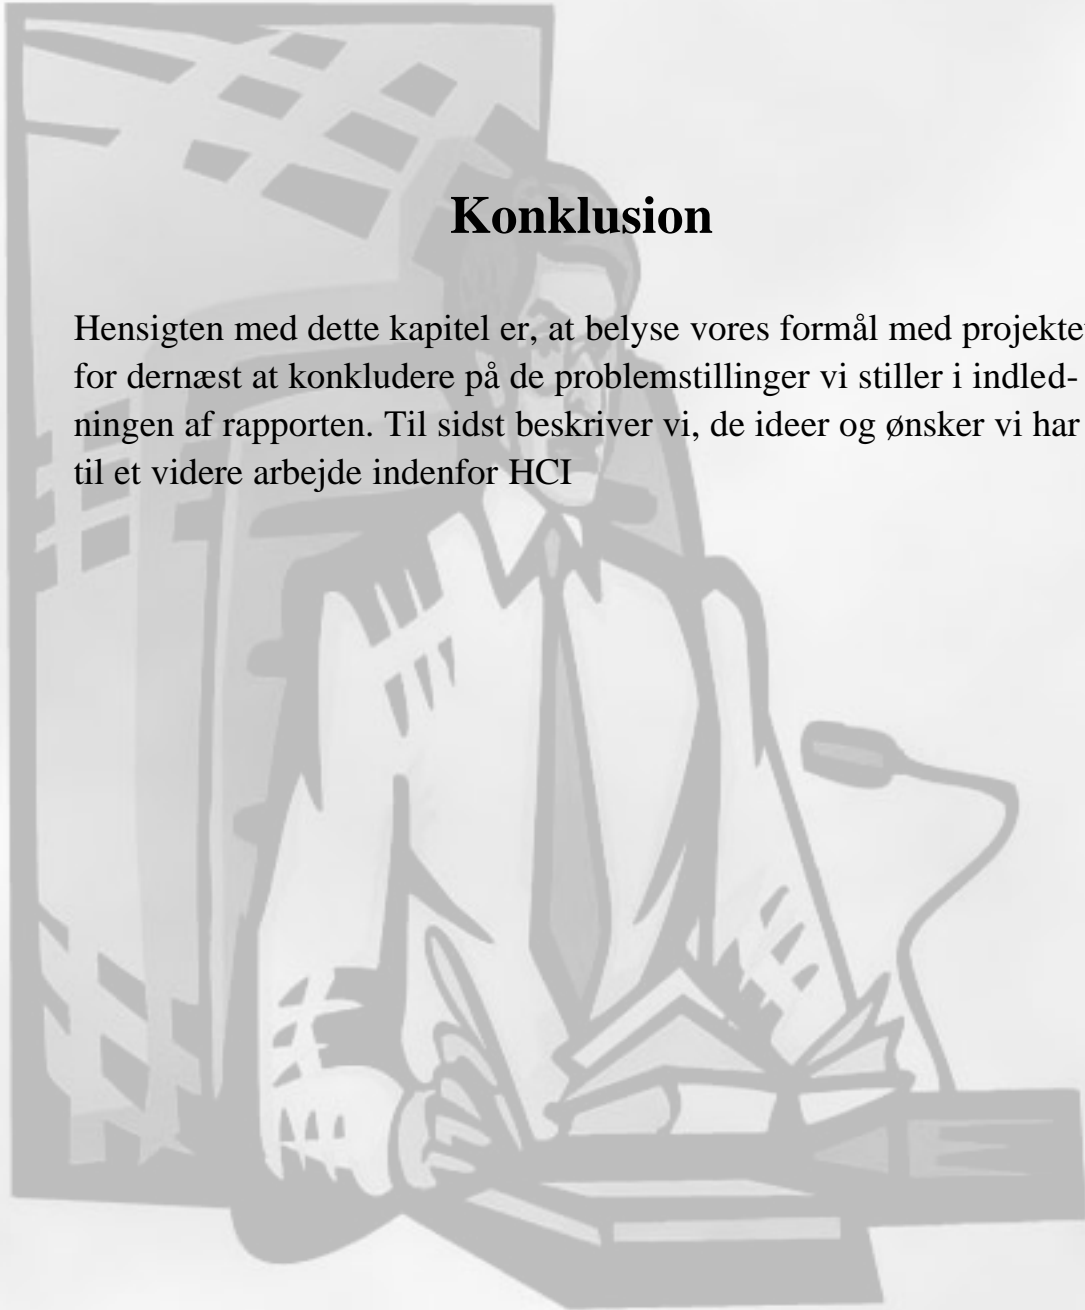 Konklusion
Hensigten med dette kapitel er, at belyse vores formål med projektet
for dernæst at konkludere på de problemstillinger vi stiller i indled-
ningen af rapporten. Til sidst beskriver vi, de ideer og ønsker vi har
til et videre arbejde indenfor HCI